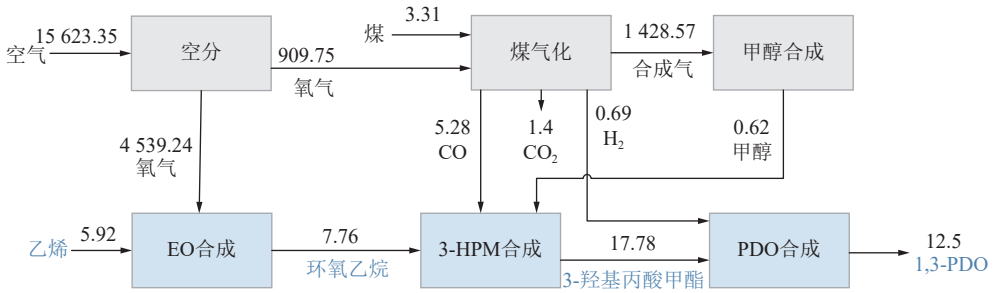 空气
15 623.35
空分
909.75
氧气
煤
3.31
煤气化
1 428.57
合成气
甲醇合成
4 539.24
氧气
5.28
CO
1.4
CO₂
0.69
H₂
0.62
甲醇
乙烯
5.92
EO合成
7.76
环氧乙烷
3-HPM合成
17.78
3-羟基丙酸甲酯
PDO合成
12.5
1,3-PDO